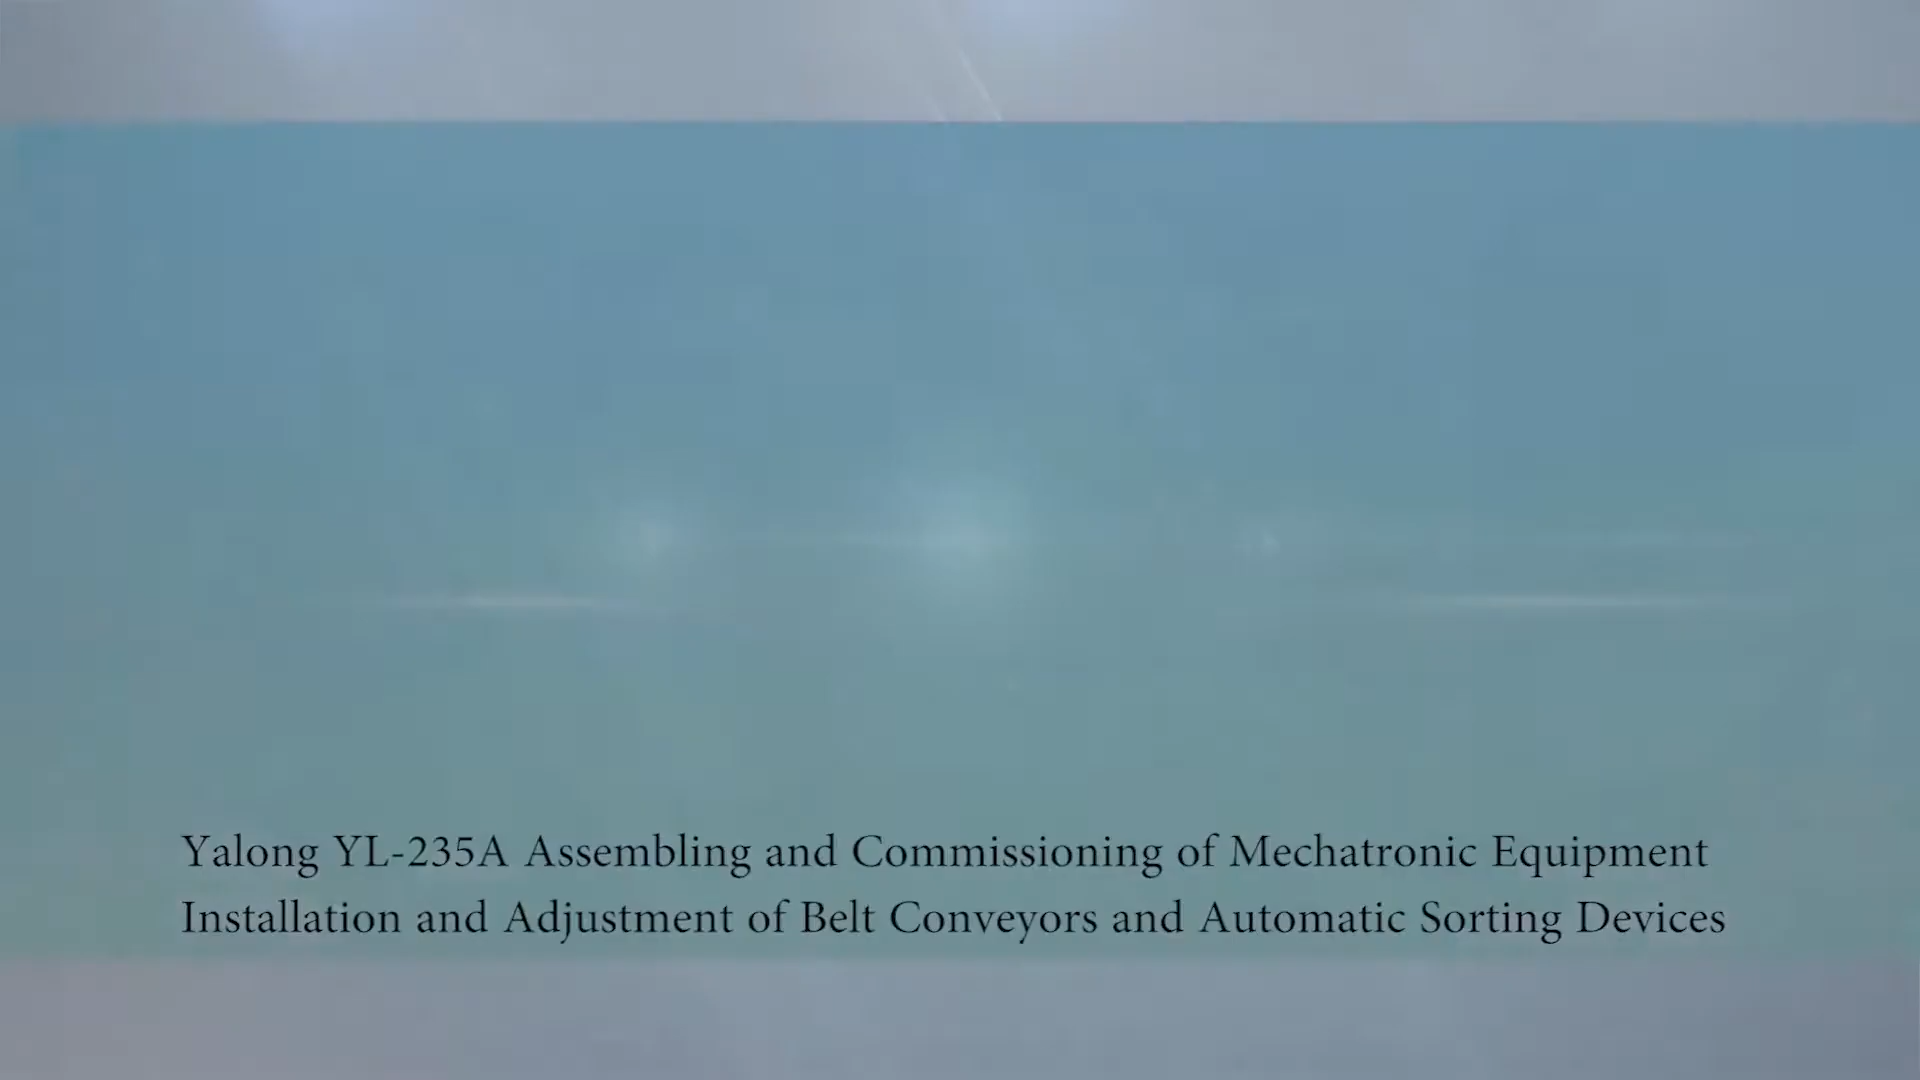 Yalong YL-235A Assembling and Commissioning of Mechatronic Equipment
Installation and Adjustment of Belt Conveyors and Automatic Sorting Devices